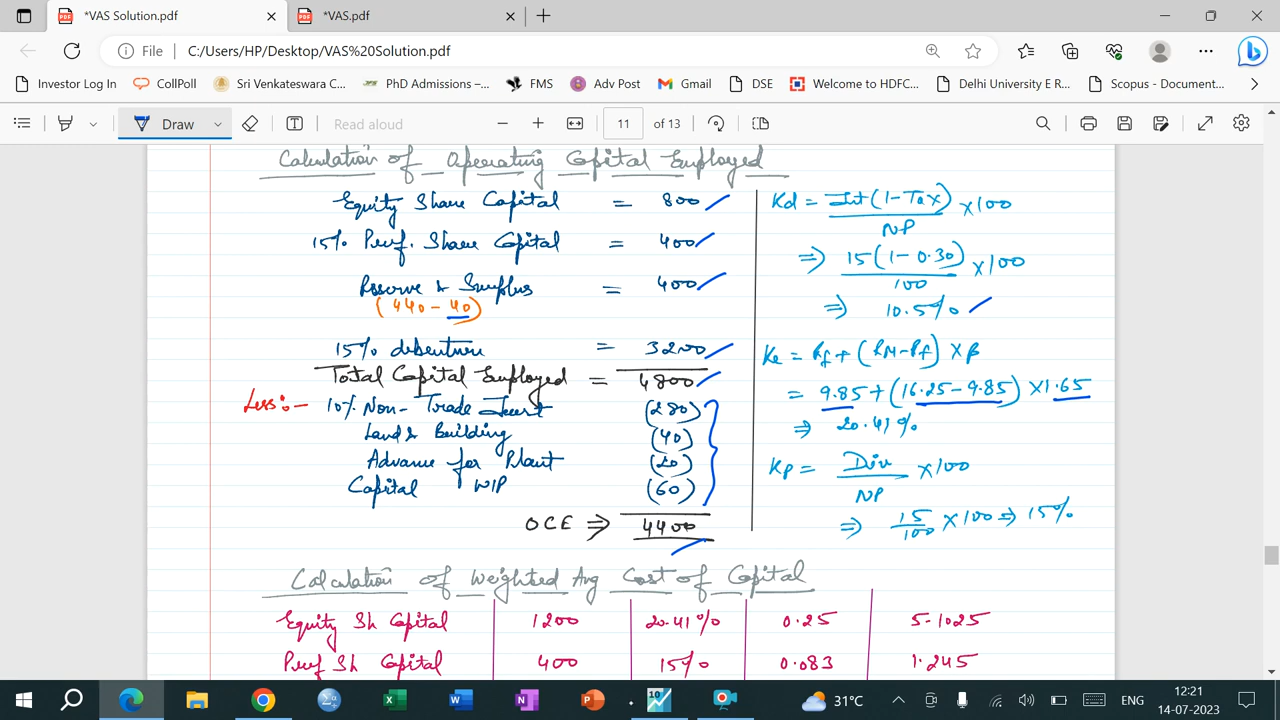 *VAS Solution.pdf
*VAS.pdf
File
C:/Users/HP/Desktop/VAS%20Solution.pdf
Investor Log In
CollPoll
Sri Venkateswara C...
PhD Admissions –...
FMS
Adv Post
Gmail
DSE
Welcome to HDFC...
Delhi University E R...
Scopus - Document...
Draw
Read aloud
11 of 13
Calculation of Operating Capital Employed
Equity Share Capital = 800
15% Pref. Share Capital = 400
Reserve & Surplus = 400
(440 - 40)
15% debenture = 3200
Total Capital Employed = 4800
Less:- 10% Non-Trade Invst (280)
Land & Building (40)
Advance for Plant (20)
Capital WIP (60)
OCE ⇒ 4400
Kd = Int (1-Tax) × 100
NP
⇒ 15 (1-0.30) × 100
100
⇒ 10.5%
Ke = Rf + (RM-Rf) × β
= 9.85 + (16.25-9.85) × 1.65
⇒ 20.41%
Kp = Div × 100
NP
⇒ 15 × 100 ⇒ 15%
100
Calculation of Weighted Avg Cost of Capital
Equity Sh Capital 1200 20.41% 0.25 5.1025
Pref Sh Capital 400 15% 0.083 1.245
31°C
ENG
12:21
14-07-2023